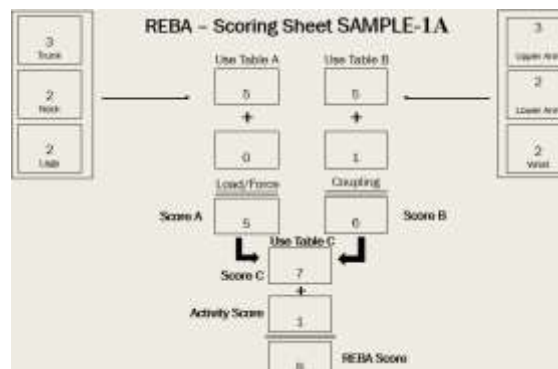 REBA – Scoring Sheet SAMPLE-1A
3
Trunk
2
Neck
2
Legs
Use Table A
5
+
0
Load/Force
5
Score A
Use Table B
5
+
1
Coupling
6
Score B
3
Upper Arm
2
Lower Arm
2
Wrist
Use Table C
7
Score C
+
Activity Score
1
REBA Score